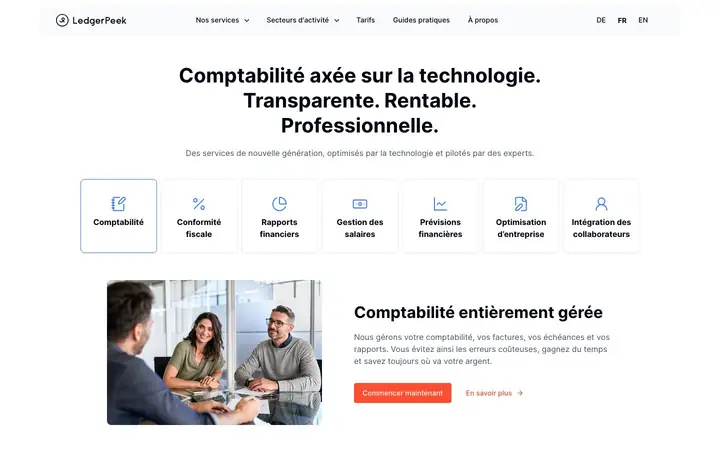 LedgerPeek
Nos services
Secteurs d'activité
Tarifs
Guides pratiques
À propos
DE
FR
EN
Comptabilité axée sur la technologie.
Transparente. Rentable.
Professionnelle.
Des services de nouvelle génération, optimisés par la technologie et pilotés par des experts.
Comptabilité
Conformité
fiscale
Rapports
financiers
Gestion des
salaires
Prévisions
financières
Optimisation
d'entreprise
Intégration des
collaborateurs
Comptabilité entièrement gérée
Nous gérons votre comptabilité, vos factures, vos échéances et vos
rapports. Vous évitez ainsi les erreurs coûteuses, gagnez du temps
et savez toujours où va votre argent.
Commencer maintenant
En savoir plus →